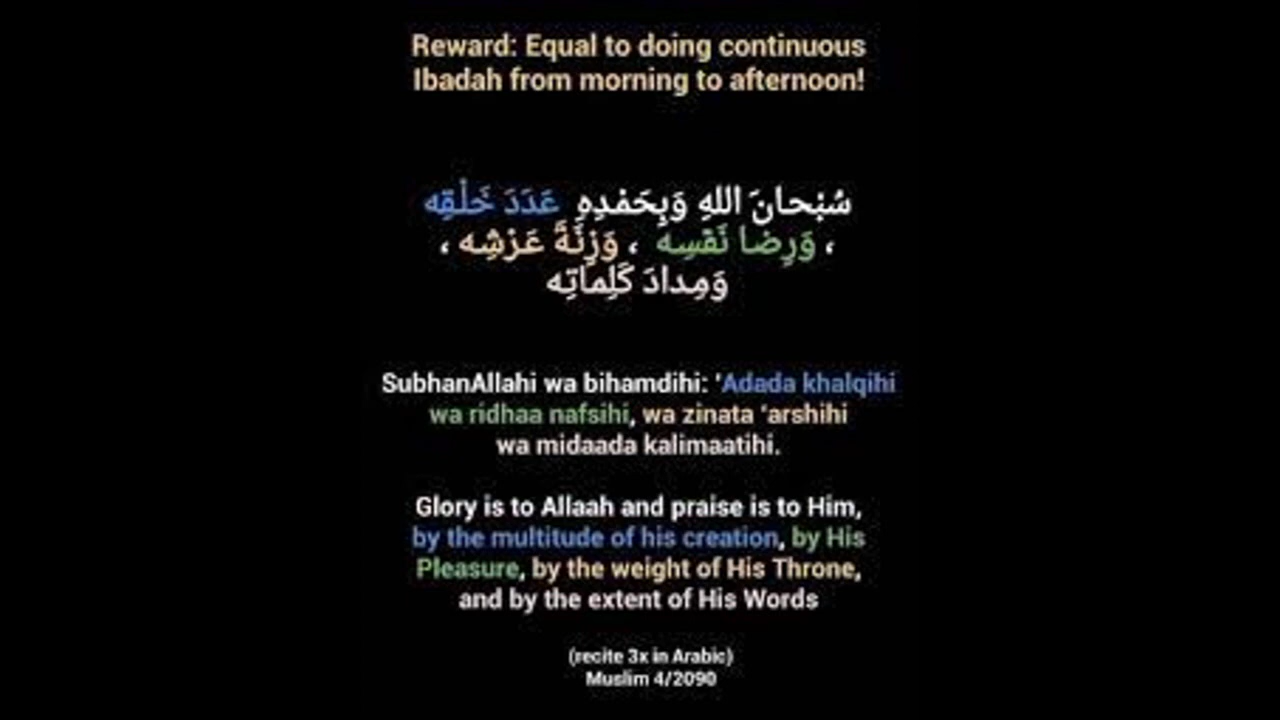 Reward: Equal to doing continuous
Ibadah from morning to afternoon!
سُبْحانَ اللهِ وَبِحَمْدِهِ عَدَدَ خَلْقِه
، وَرِضا نَفْسِه ، وَزِنَةَ عَرْشِه ،
وَمِدادَ كَلِماتِه
SubhanAllahi wa bihamdihi: ‘Adada khalqihi
wa ridhaa nafsihi, wa zinata ‘arshihi
wa midaada kalimaatihi.
Glory is to Allaah and praise is to Him,
by the multitude of his creation, by His
Pleasure, by the weight of His Throne,
and by the extent of His Words
(recite 3x in Arabic)
Muslim 4/2090